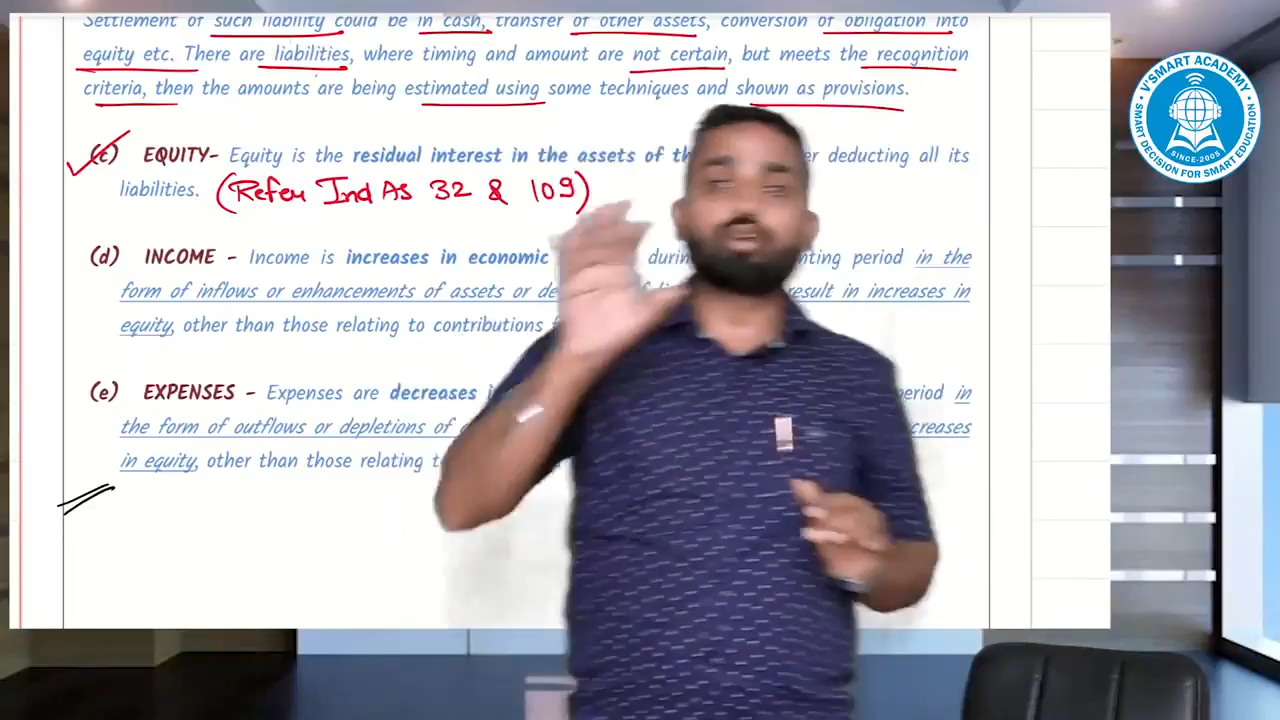 Settlement of such liability could be in cash, transfer of other assets, conversion of obligation into
equity etc. There are liabilities, where timing and amount are not certain, but meets the recognition
criteria, then the amounts are being estimated using some techniques and shown as provisions.
(c) EQUITY- Equity is the residual interest in the assets of deducting all its
liabilities. (Refer Ind As 32 & 109)
(d) INCOME - Income is increases in economic period in the
form of inflows or enhancements of assets or result in increases in
equity, other than those relating to contributions
(e) EXPENSES - Expenses are decreases period in
the form of outflows or depletions of
in equity, other than those relating
V'SMART ACADEMY
SINCE-2008
SMART DECISION FOR SMART EDUCATION